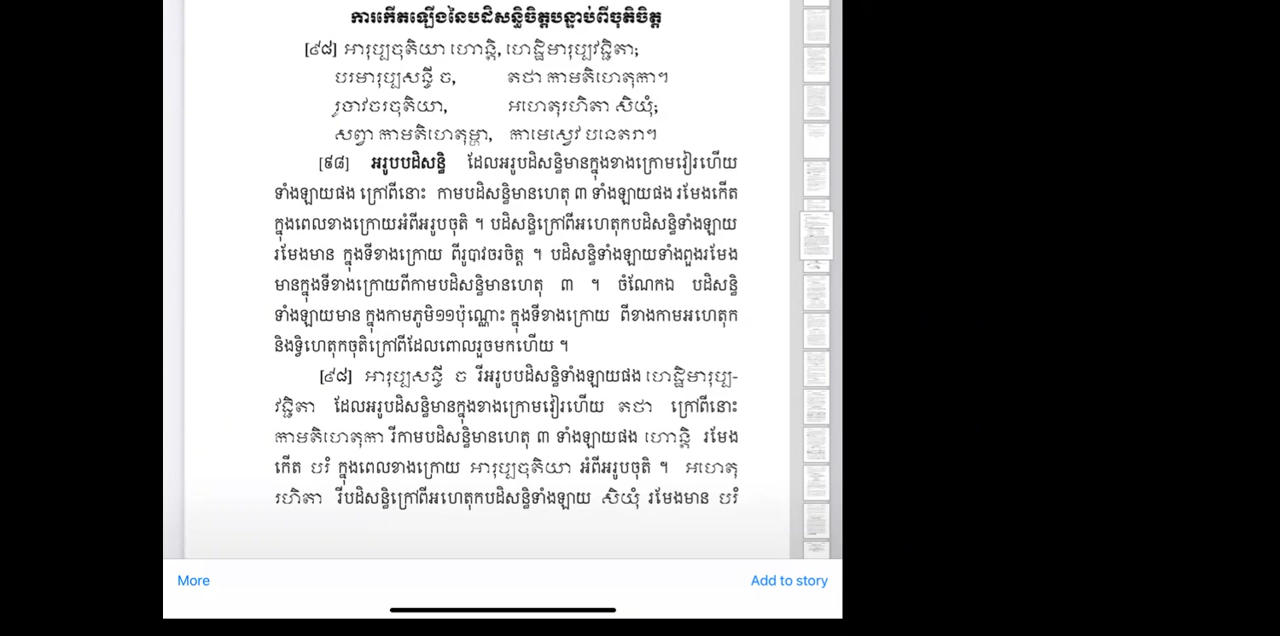 ការកើតឡើងនៃបដិសន្ធិចិត្តបន្ទាប់ពីចុតិចិត្ត
[៩៨] អារុប្បចុតិយា ហោន្តិ, ហេដ្ឋិមារុប្បវជ្ជិតា;
បរមារុប្បសន្ធី ច, តថា កាមតិហេតុកា។
រូបាវចរចុតិយា, អហេតុរហិតា សិយុំ;
សព្វា កាមតិហេតុម្ហា, កាមេស្វេវ បនេតរា។
[៩៨] អរូបបដិសន្ធិ ដែលអរូបដិសន្ធិមានក្នុងខាងក្រោមវៀរហើយ
ទាំងឡាយផង ក្រៅពីនោះ កាមបដិសន្ធិមានហេតុ ៣ ទាំងឡាយផង រមែងកើត
ក្នុងពេលខាងក្រោយអំពីអរូបចុតិ ។ បដិសន្ធិក្រៅពីអហេតុកបដិសន្ធិទាំងឡាយ
រមែងមាន ក្នុងទីខាងក្រោយ ពីរូបាវចរចិត្ត ។ បដិសន្ធិទាំងឡាយទាំងពួងរមែង
មានក្នុងទីខាងក្រោយពីកាមបដិសន្ធិមានហេតុ ៣ ។ ចំណែកឯ បដិសន្ធិ
ទាំងឡាយមាន ក្នុងកាមភូមិ១១ប៉ុណ្ណោះ ក្នុងទីខាងក្រោយ ពីខាងកាមអហេតុក
និងទ្វិហេតុកចុតិក្រៅពីដែលពោលរួចមកហើយ ។
[៩៨] អារុប្បសន្ធី ច រីអរូបបដិសន្ធិទាំងឡាយផង ហេដ្ឋិមារុប្ប-
វជ្ជិតា ដែលអរូបដិសន្ធិមានក្នុងខាងក្រោមវៀរហើយ តថា ក្រៅពីនោះ
កាមតិហេតុកា រីកាមបដិសន្ធិមានហេតុ ៣ ទាំងឡាយផង ហោន្តិ រមែង
កើត បរំ ក្នុងពេលខាងក្រោយ អារុប្បចុតិយា អំពីអរូបចុតិ ។ អហេតុ
រហិតា រីបដិសន្ធិក្រៅពីអហេតុកបដិសន្ធិទាំងឡាយ សិយុំ រមែងមាន បរំ
More Add to story